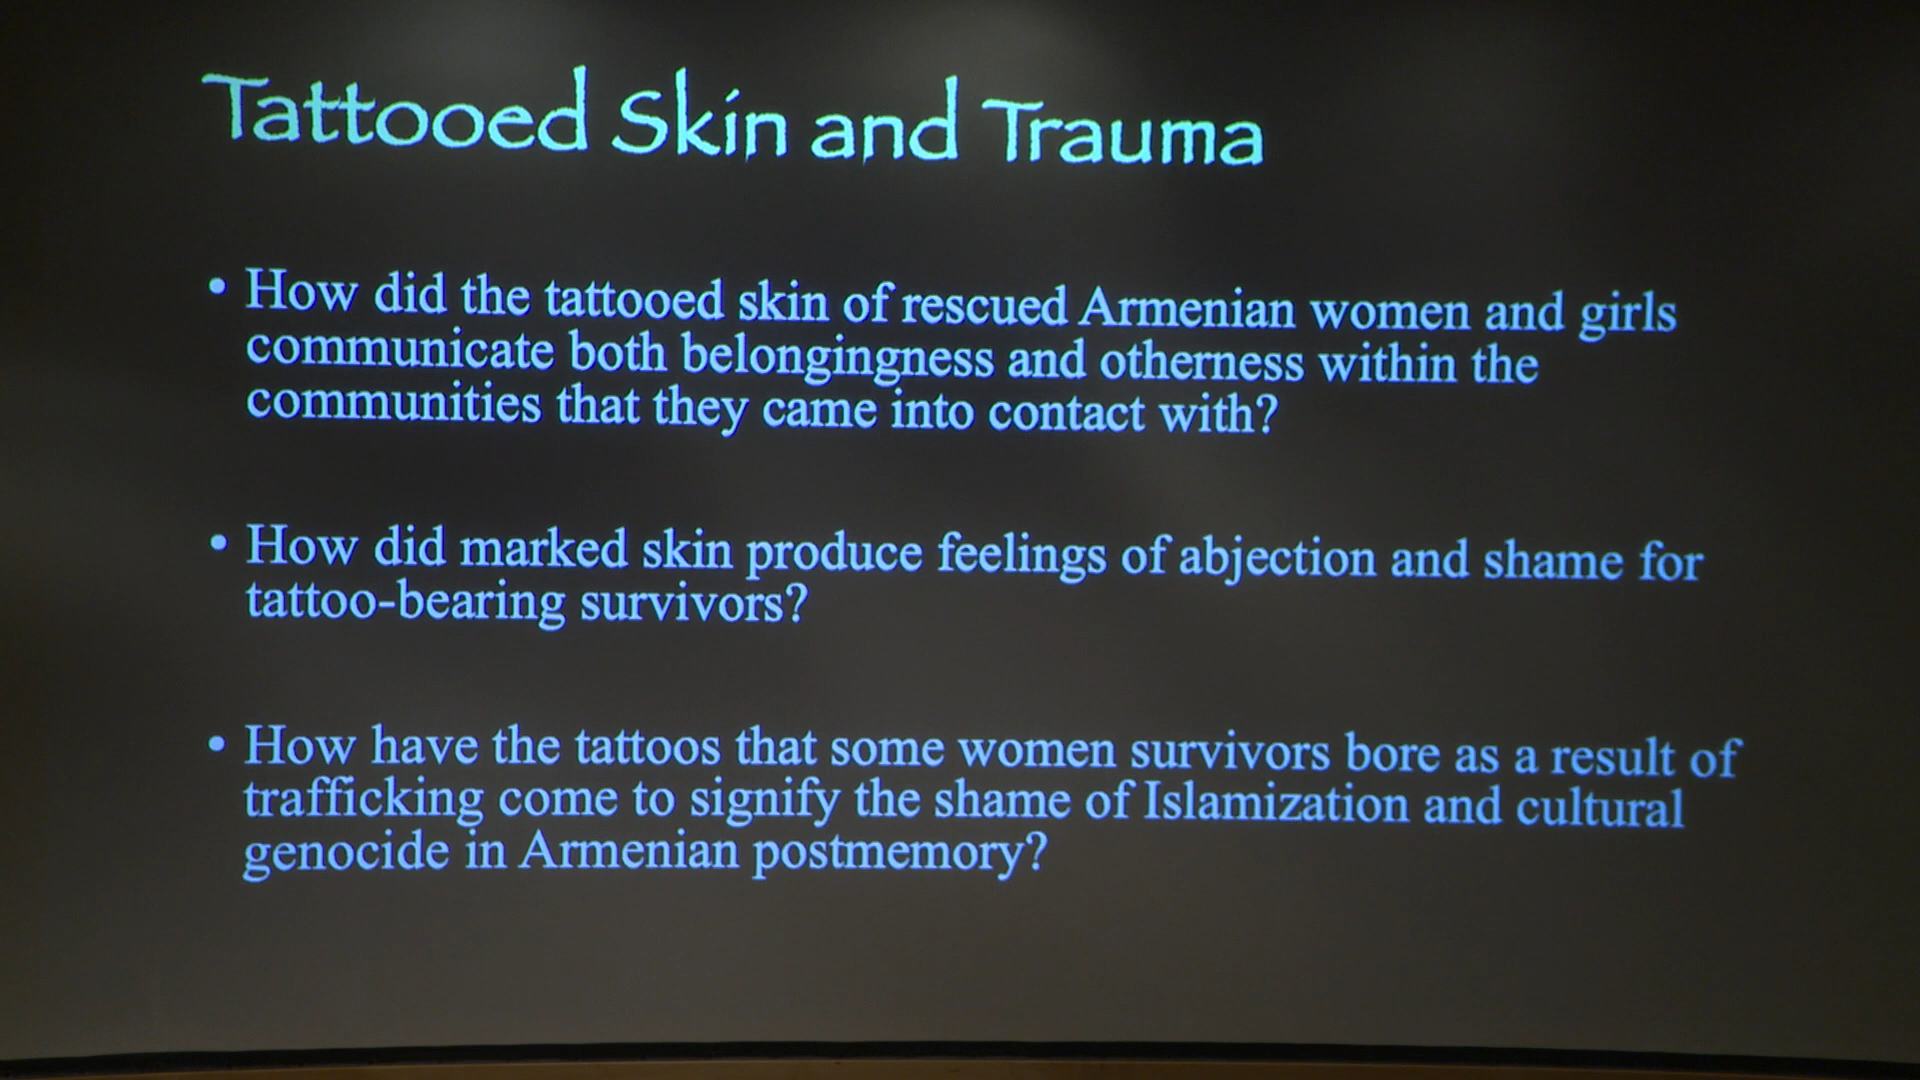 Tattooed Skin and Trauma
• How did the tattooed skin of rescued Armenian women and girls
communicate both belongingness and otherness within the
communities that they came into contact with?
• How did marked skin produce feelings of abjection and shame for
tattoo-bearing survivors?
• How have the tattoos that some women survivors bore as a result of
trafficking come to signify the shame of Islamization and cultural
genocide in Armenian postmemory?